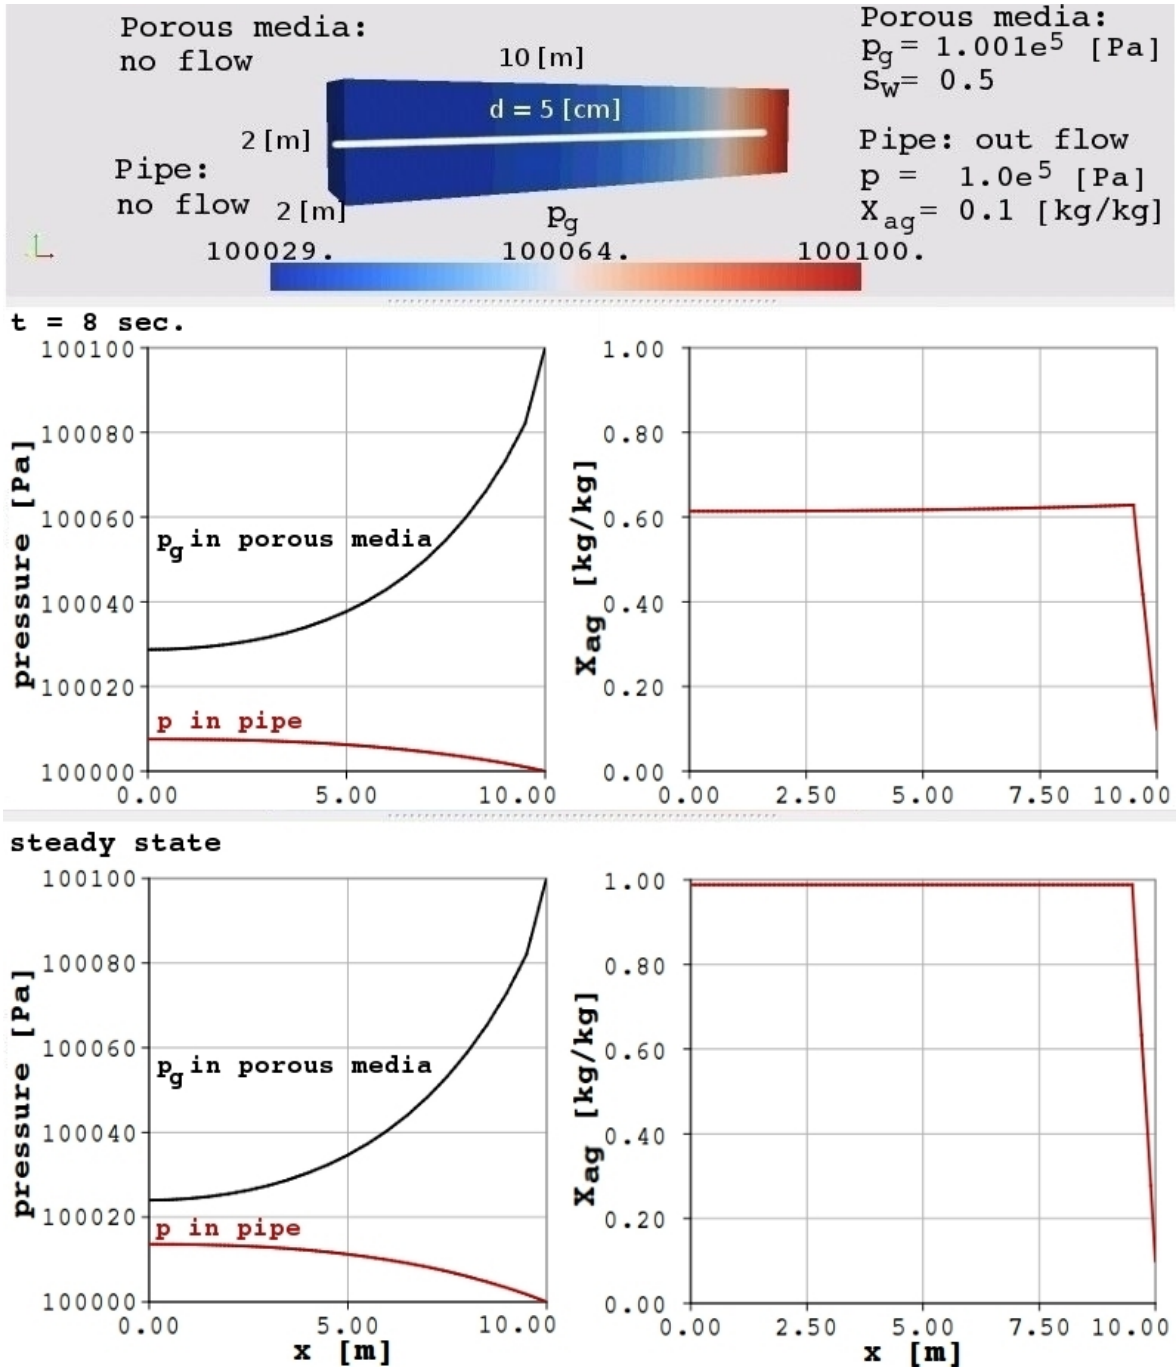 Porous media:
no flow
10 [m]
Porous media:
pg = 1.001e5 [Pa]
Sw = 0.5
d = 5 [cm]
2 [m]
Pipe:
no flow
2 [m]
Pipe: out flow
p = 1.0e5 [Pa]
Xag = 0.1 [kg/kg]
pg
100029. 100064. 100100.
t = 8 sec.
100100
100080
100060
100040
100020
100000
pressure [Pa]
pg in porous media
p in pipe
0.00 5.00 10.00
1.00
0.80
0.60
0.40
0.20
0.00
Xag [kg/kg]
0.00 2.50 5.00 7.50 10.00
steady state
100100
100080
100060
100040
100020
100000
pressure [Pa]
pg in porous media
p in pipe
0.00 5.00 10.00
x [m]
1.00
0.80
0.60
0.40
0.20
0.00
Xag [kg/kg]
0.00 2.50 5.00 7.50 10.00
x [m]